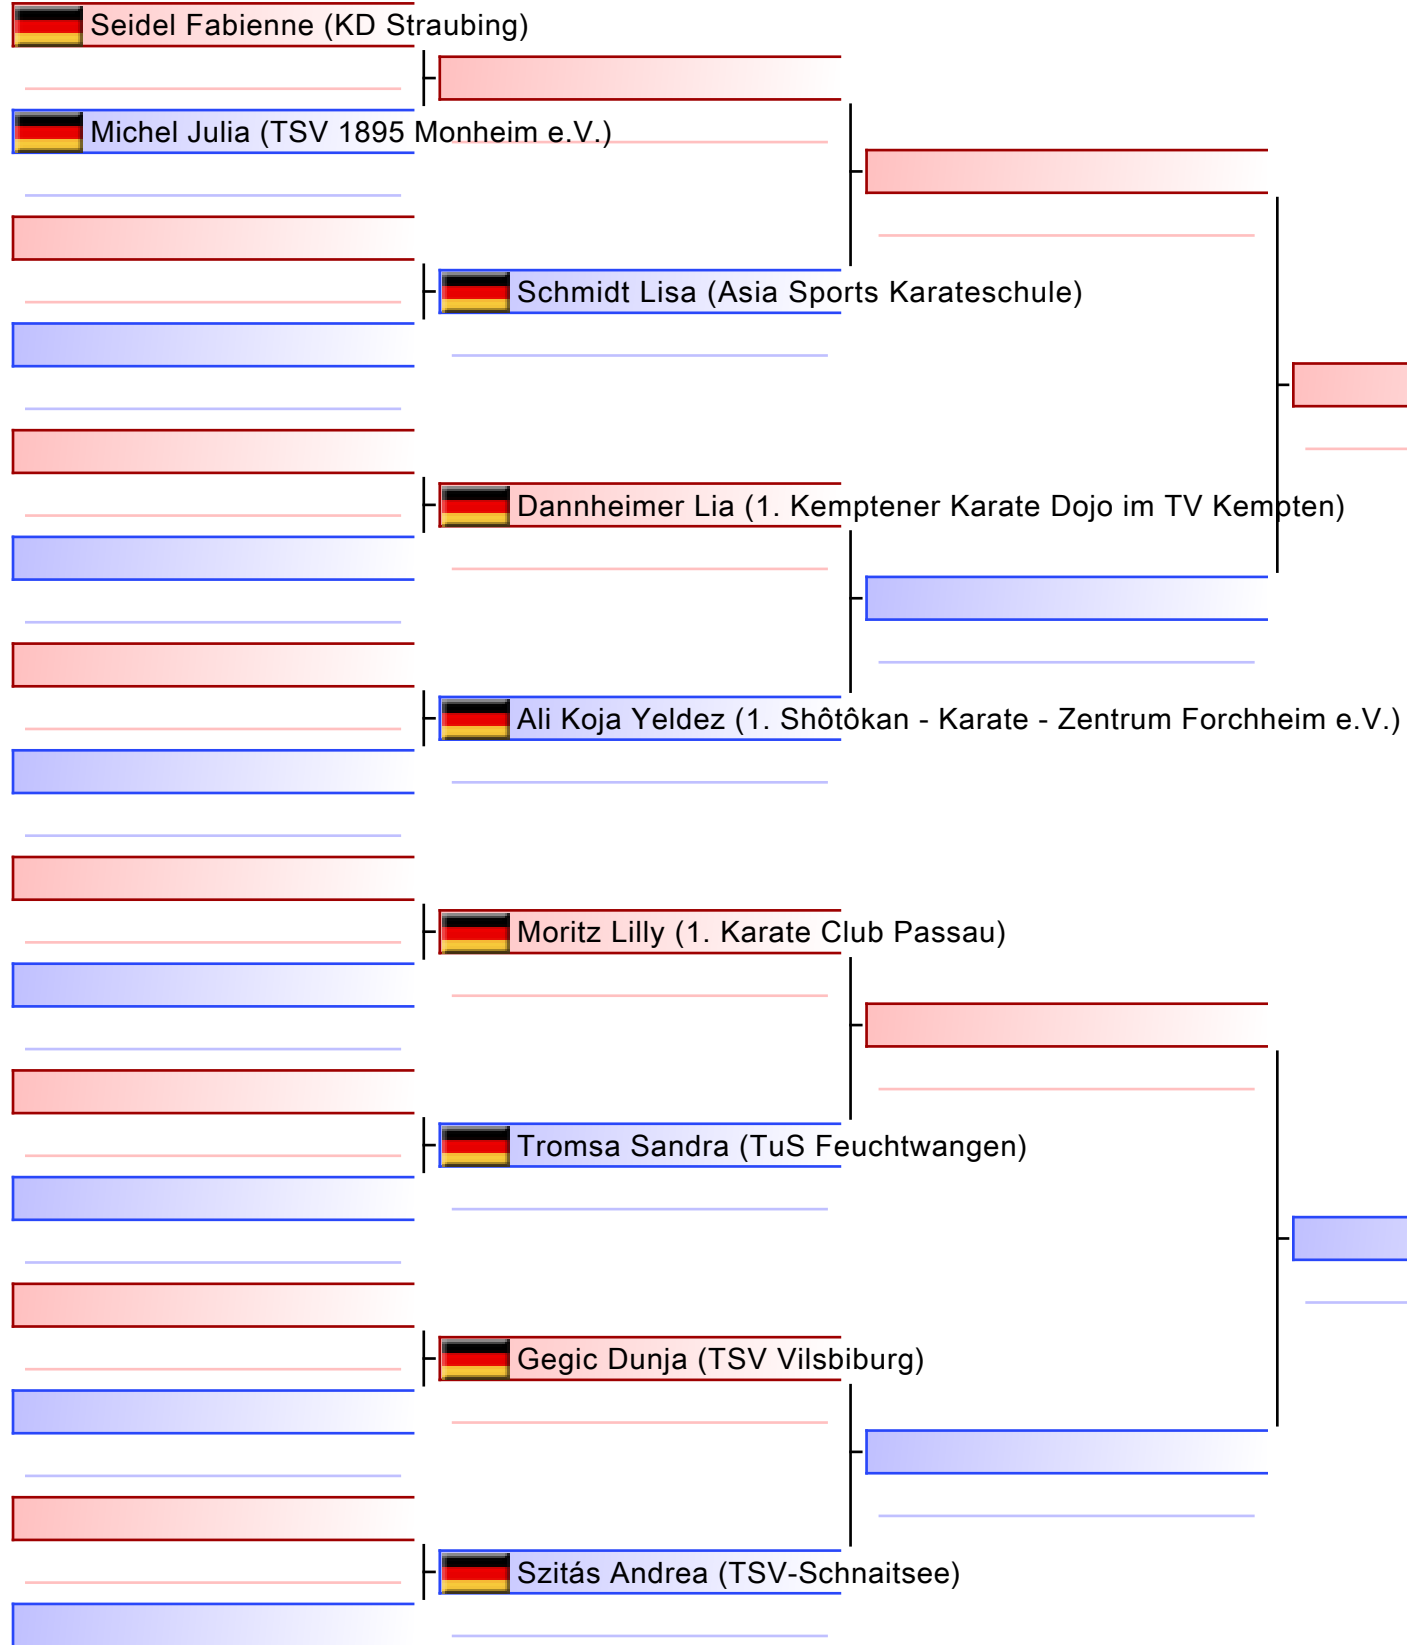 Seidel Fabienne (KD Straubing)
Michel Julia (TSV 1895 Monheim e.V.)
Schmidt Lisa (Asia Sports Karateschule)
Dannheimer Lia (1. Kemptener Karate Dojo im TV Kempten)
Ali Koja Yeldez (1. Shôtôkan - Karate - Zentrum Forchheim e.V.)
Moritz Lilly (1. Karate Club Passau)
Tromsa Sandra (TuS Feuchtwangen)
Gegic Dunja (TSV Vilsbiburg)
Szitás Andrea (TSV-Schnaitsee)